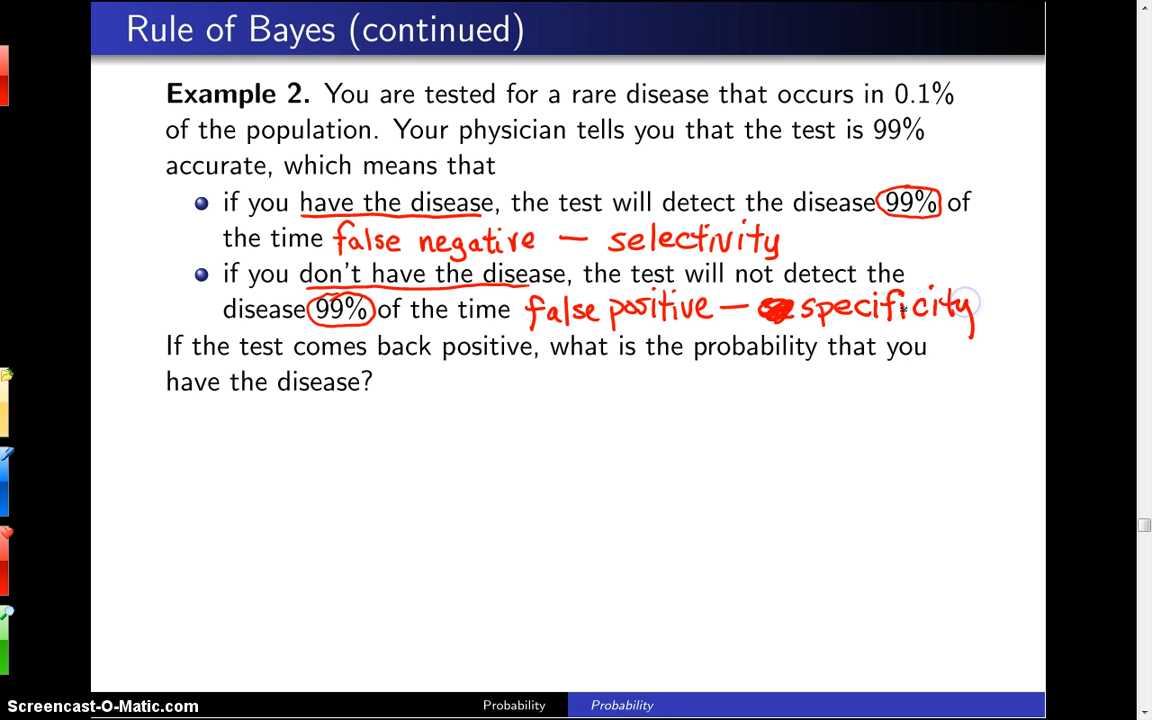 Rule of Bayes (continued)
Example 2. You are tested for a rare disease that occurs in 0.1%
of the population. Your physician tells you that the test is 99%
accurate, which means that
if you have the disease, the test will detect the disease 99% of
the time false negative — selectivity
if you don't have the disease, the test will not detect the
disease 99% of the time false positive — specificity
If the test comes back positive, what is the probability that you
have the disease?
Screencast-O-Matic.com
Probability Probability